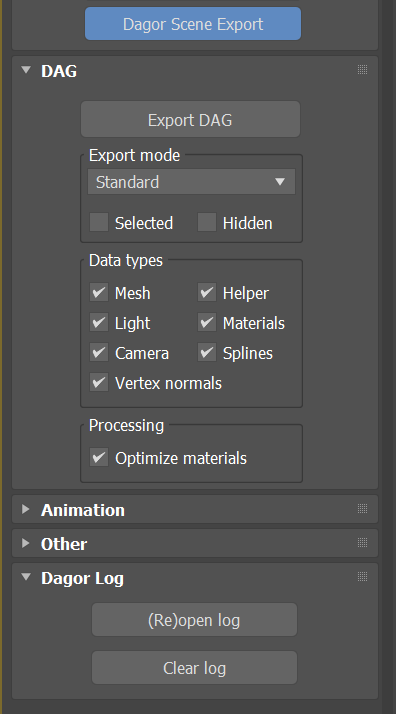 Dagor Scene Export
DAG
Export DAG
Export mode
Standard
Selected Hidden
Data types
Mesh Helper
Light Materials
Camera Splines
Vertex normals
Processing
Optimize materials
Animation
Other
Dagor Log
(Re)open log
Clear log